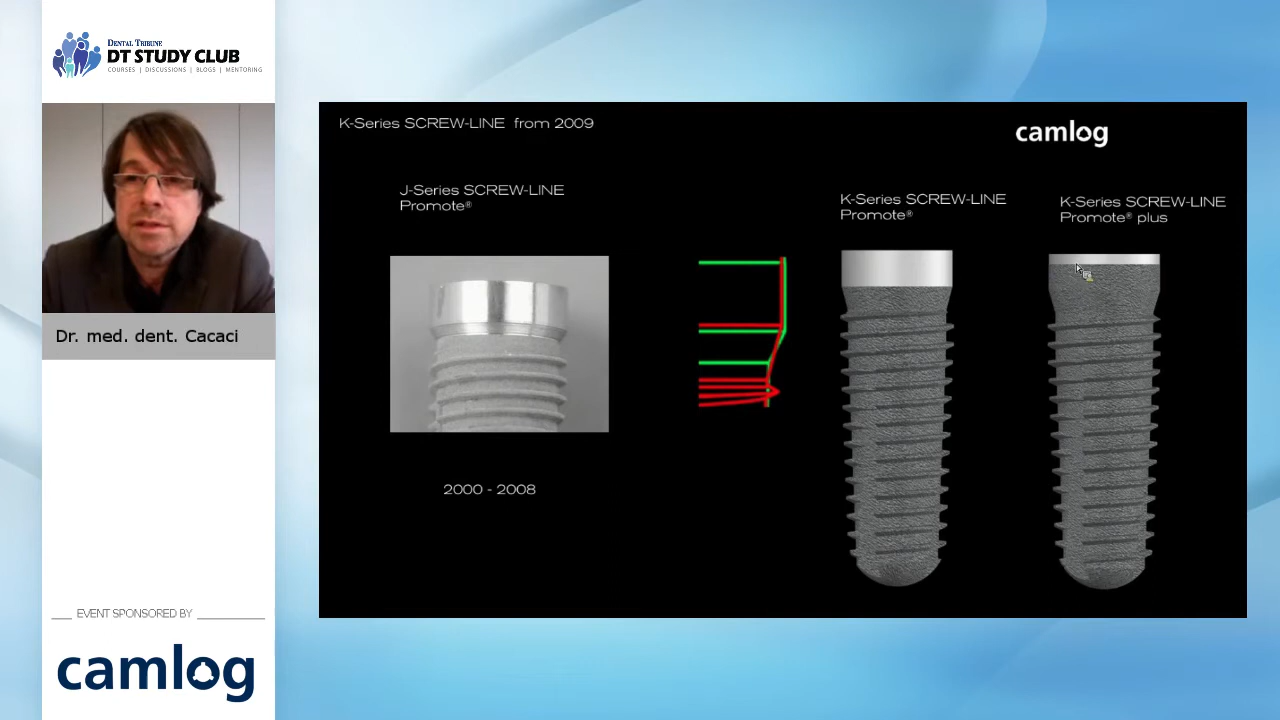 DENTAL TRIBUNE
DT STUDY CLUB
COURSES | DISCUSSIONS | BLOGS | MENTORING
Dr. med. dent. Cacaci
EVENT SPONSORED BY
camlog
K-Series SCREW-LINE from 2009
camlog
J-Series SCREW-LINE
Promote®
2000 - 2008
K-Series SCREW-LINE
Promote®
K-Series SCREW-LINE
Promote® plus